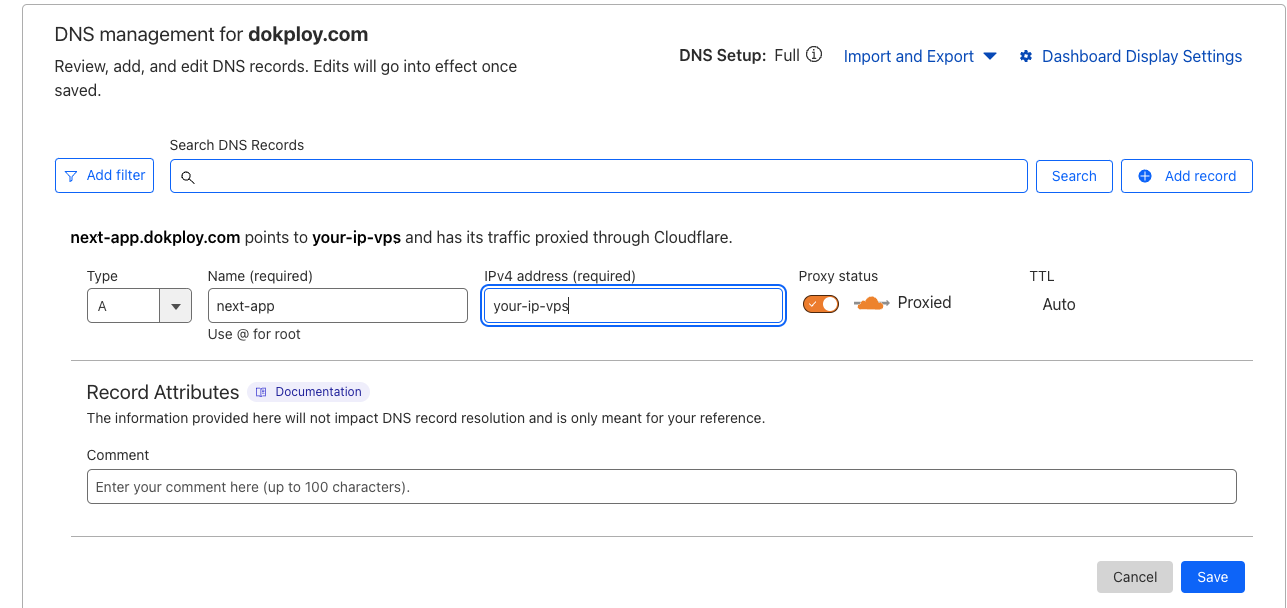 DNS management for dokploy.com
Review, add, and edit DNS records. Edits will go into effect once
saved.
DNS Setup: Full
Import and Export
Dashboard Display Settings
Search DNS Records
Add filter
Search
Add record
next-app.dokploy.com points to your-ip-vps and has its traffic proxied through Cloudflare.
Type
Name (required)
IPv4 address (required)
Proxy status
TTL
A
next-app
your-ip-vps
Proxied
Auto
Use @ for root
Record Attributes
Documentation
The information provided here will not impact DNS record resolution and is only meant for your reference.
Comment
Enter your comment here (up to 100 characters).
Cancel
Save